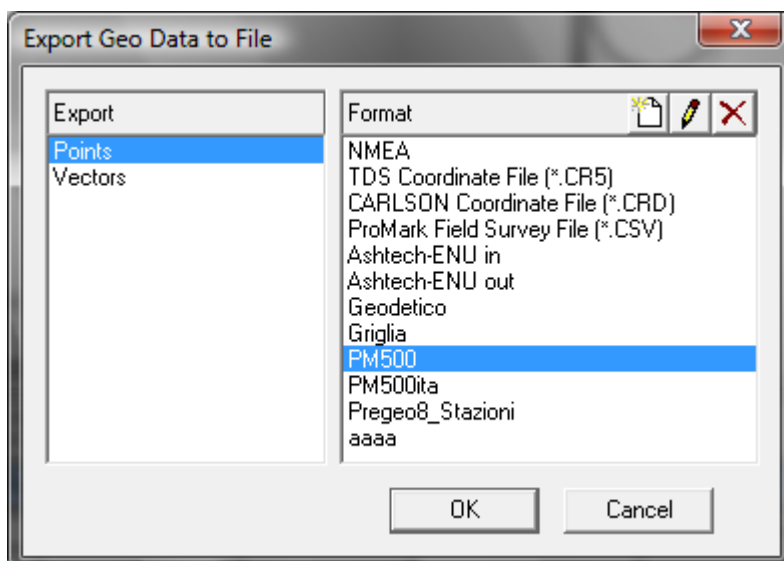 Export Geo Data to File
Export
Points
Vectors
Format
NMEA
TDS Coordinate File (*.CR5)
CARLSON Coordinate File (*.CRD)
ProMark Field Survey File (*.CSV)
Ashtech-ENU in
Ashtech-ENU out
Geodetico
Griglia
PM500
PM500ita
Pregeo8_Stazioni
aaaa
OK Cancel